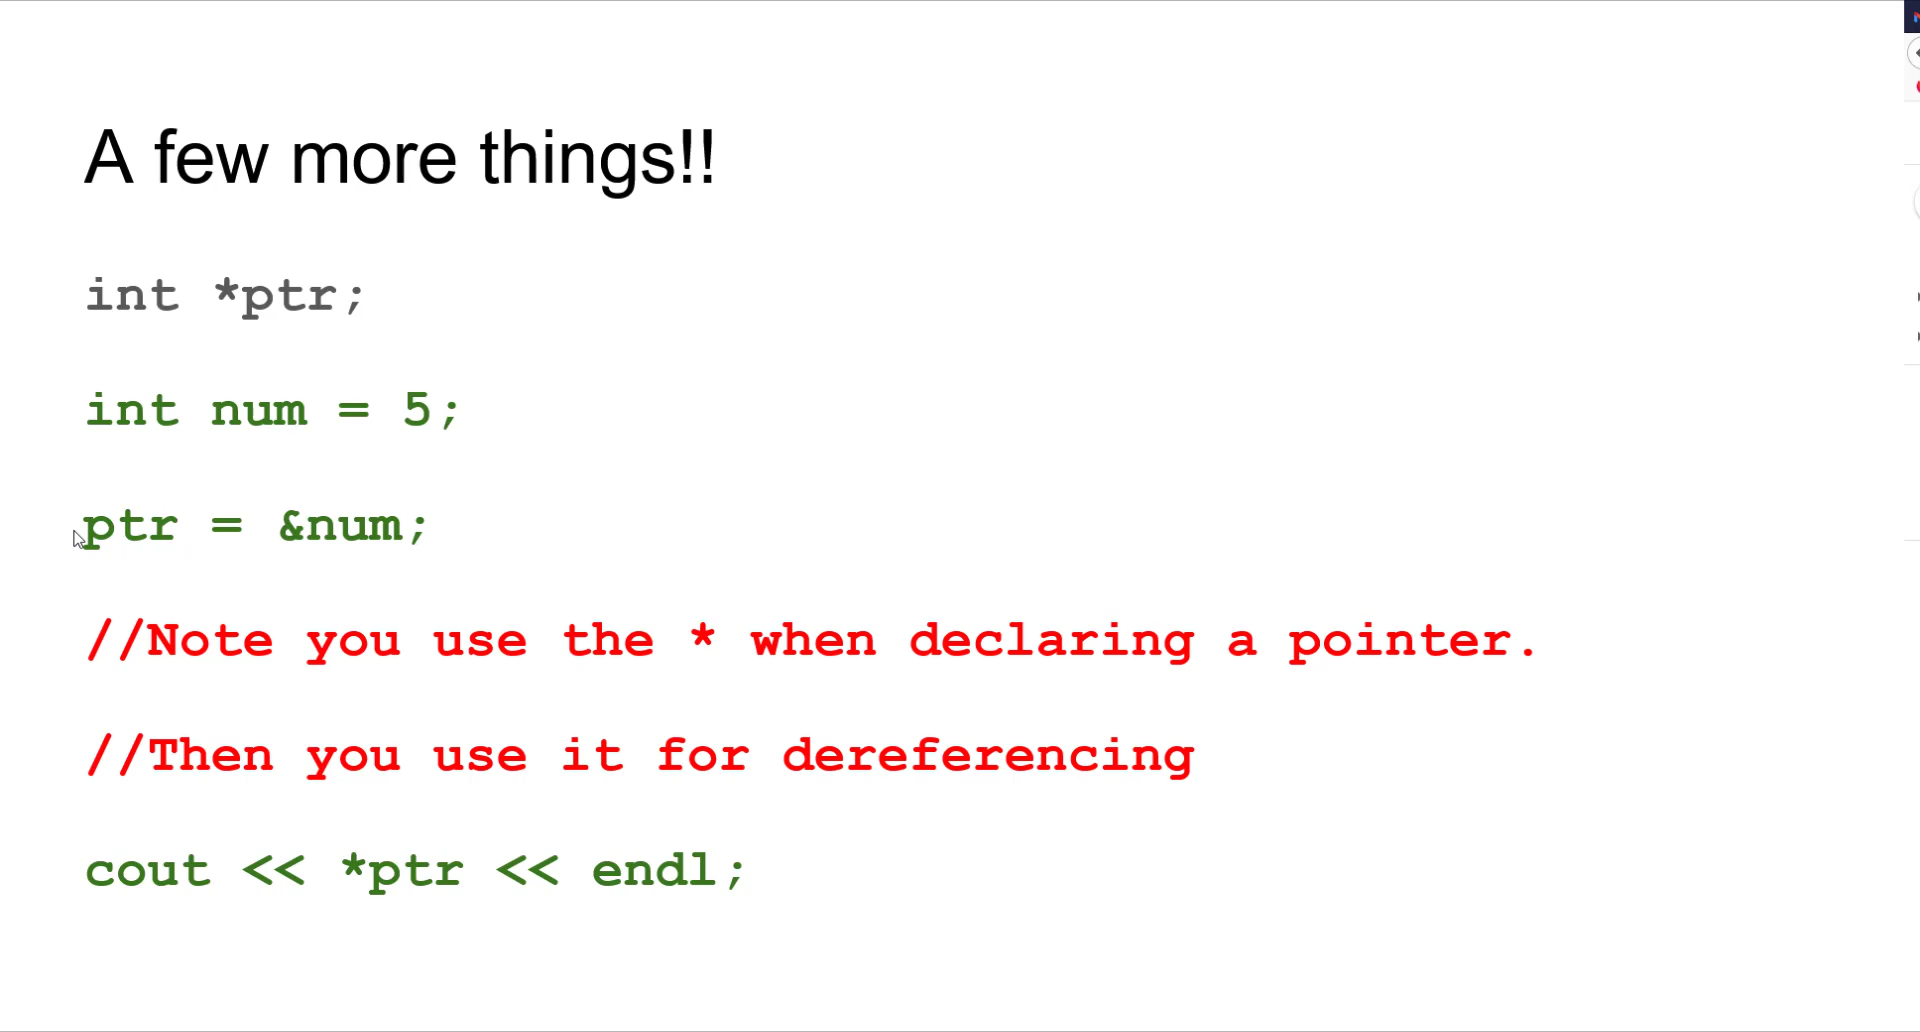 A few more things!!
int *ptr;
int num = 5;
ptr = &num;
//Note you use the * when declaring a pointer.
//Then you use it for dereferencing
cout << *ptr << endl;